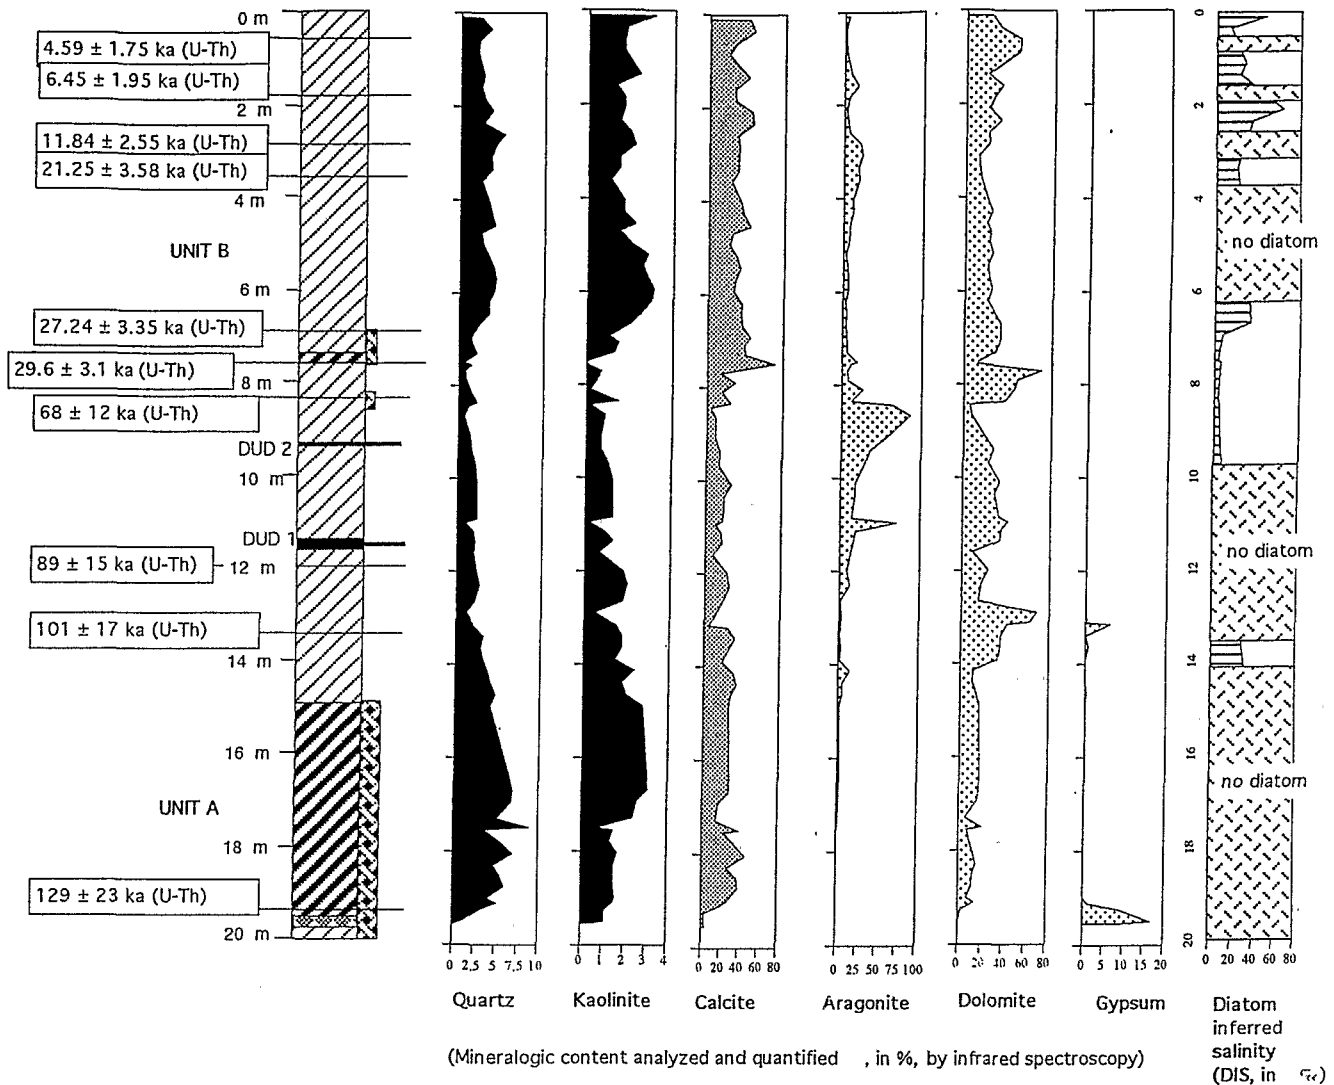 0 m
4.59 ± 1.75 ka (U-Th)
6.45 ± 1.95 ka (U-Th)
2 m
11.84 ± 2.55 ka (U-Th)
21.25 ± 3.58 ka (U-Th)
4 m
UNIT B
6 m
27.24 ± 3.35 ka (U-Th)
29.6 ± 3.1 ka (U-Th)
8 m
68 ± 12 ka (U-Th)
DUD 2
10 m
DUD 1
89 ± 15 ka (U-Th)
12 m
101 ± 17 ka (U-Th)
14 m
16 m
UNIT A
18 m
129 ± 23 ka (U-Th)
20 m
0 2,5 5 7,5 10
Quartz
0 1 2 3 4
Kaolinite
0 20 40 60 80
Calcite
0 25 50 75 100
Aragonite
0 20 40 60 80
Dolomite
0 5 10 15 20
Gypsum
0
2
4
no diatom
6
8
10
no diatom
12
14
16
no diatom
18
20
0 20 40 60 80
Diatom
inferred
salinity
(DIS, in
(Mineralogic content analyzed and quantified , in %, by infrared spectroscopy)